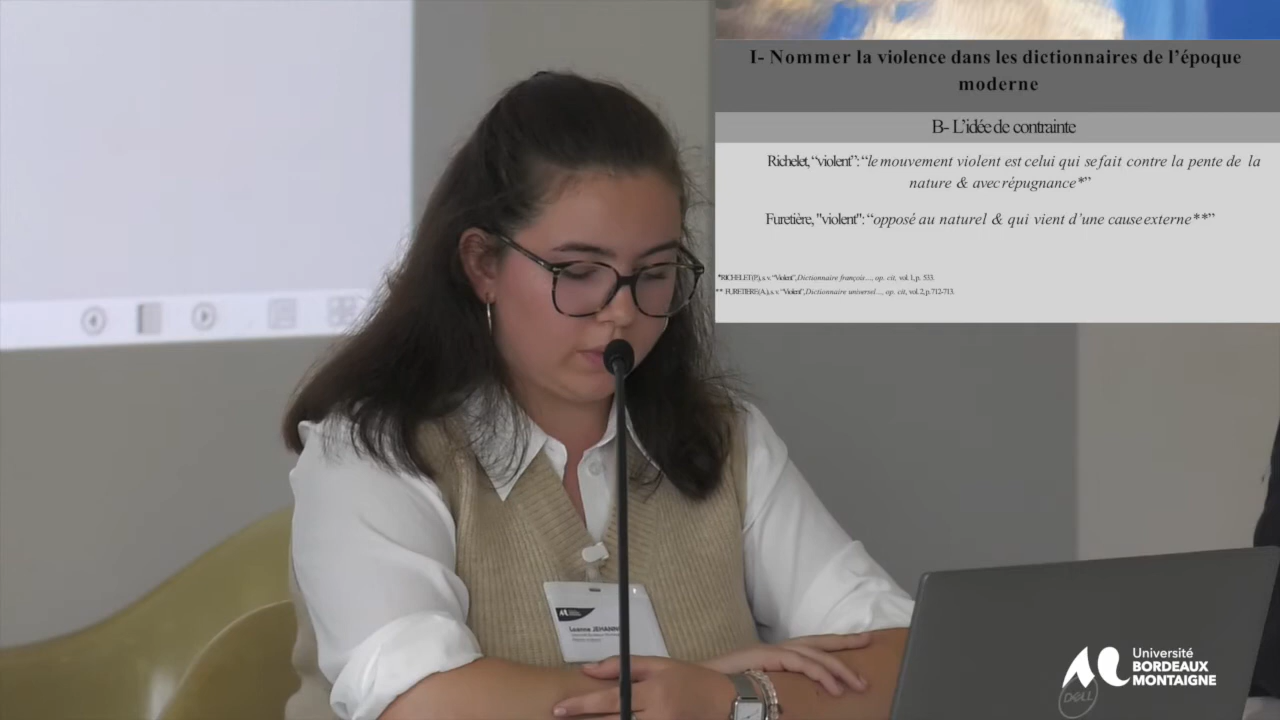 I- Nommer la violence dans les dictionnaires de l'époque
moderne
B- L'idée de contrainte
Richelet, "violent": "le mouvement violent est celui qui se fait contre la pente de la
nature & avec répugnance*"
Furetière, "violent": "opposé au naturel & qui vient d'une cause externe**"
*RICHELET (P.), s. v. "Violent", Dictionnaire françois…, op. cit, vol. 1, p. 533.
** FURETIERE (A.), s. v. "Violent", Dictionnaire universel…, op. cit, vol. 2, p. 712-713.
Leanne JEHANN
DELL
Université
BORDEAUX
MONTAIGNE